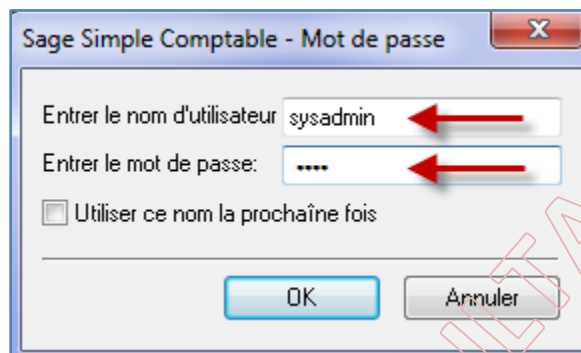 Sage Simple Comptable - Mot de passe
Entrer le nom d'utilisateur sysadmin
Entrer le mot de passe: ••••
Utiliser ce nom la prochaîne fois
OK Annuler